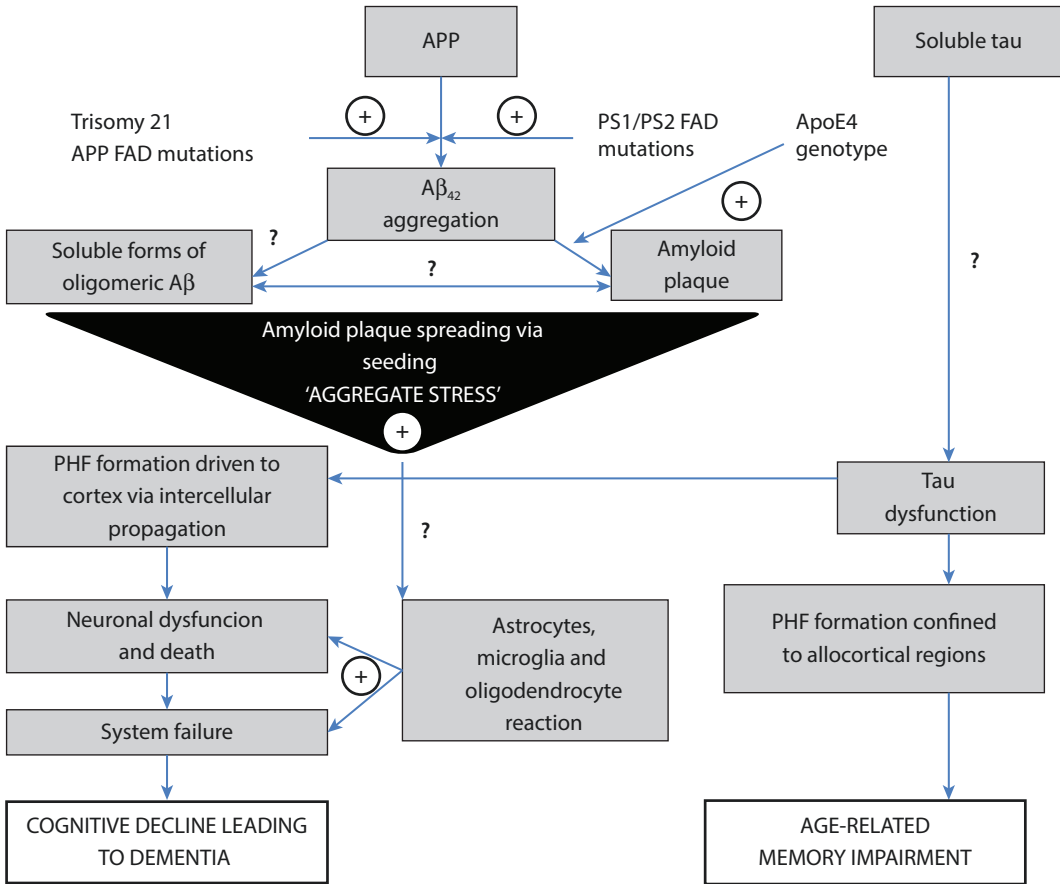 APP
Soluble tau
+
+
Trisomy 21
APP FAD mutations
PS1/PS2 FAD
mutations
ApoE4
genotype
Aβ42
aggregation
+
?
Soluble forms of
oligomeric Aβ
?
Amyloid
plaque
?
Amyloid plaque spreading via
seeding
‘AGGREGATE STRESS’
+
PHF formation driven to
cortex via intercellular
propagation
Tau
dysfunction
?
Neuronal dysfuncion
and death
+
Astrocytes,
microglia and
oligodendrocyte
reaction
PHF formation confined
to allocortical regions
System failure
COGNITIVE DECLINE LEADING
TO DEMENTIA
AGE-RELATED
MEMORY IMPAIRMENT